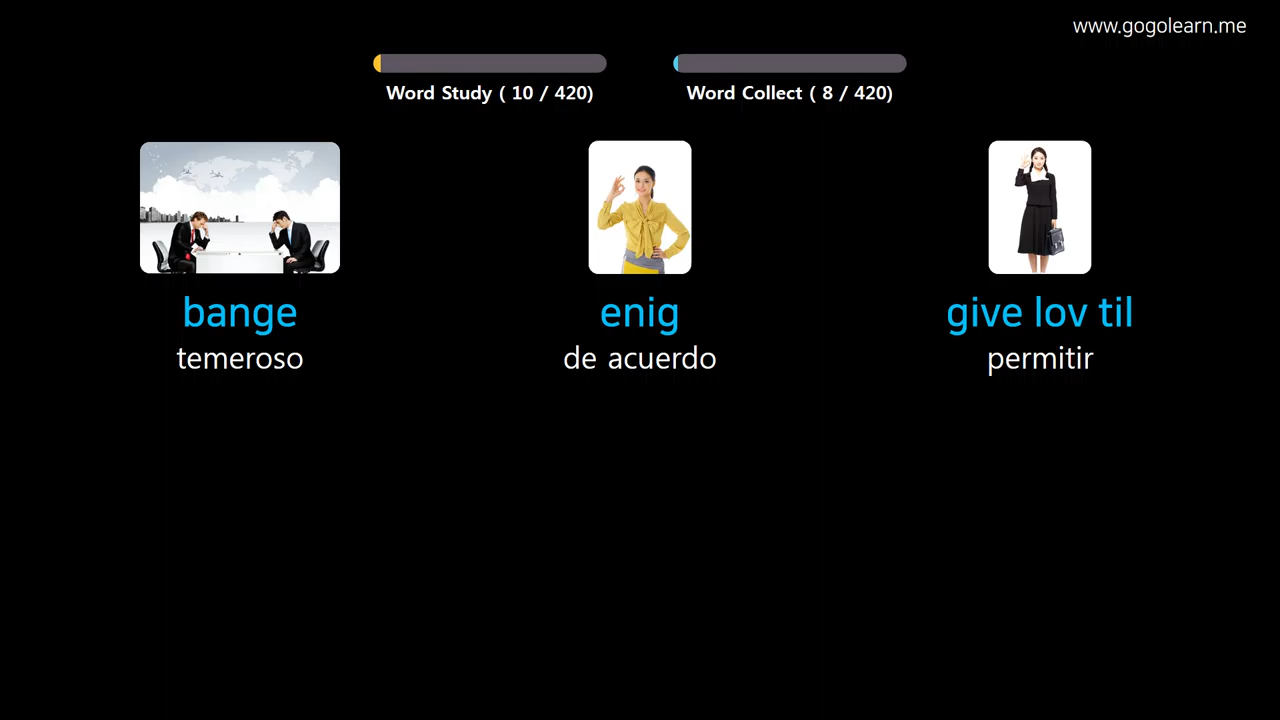 www.gogolearn.me
Word Study ( 10 / 420)
Word Collect ( 8 / 420)
bange
enig
give lov til
temeroso
de acuerdo
permitir